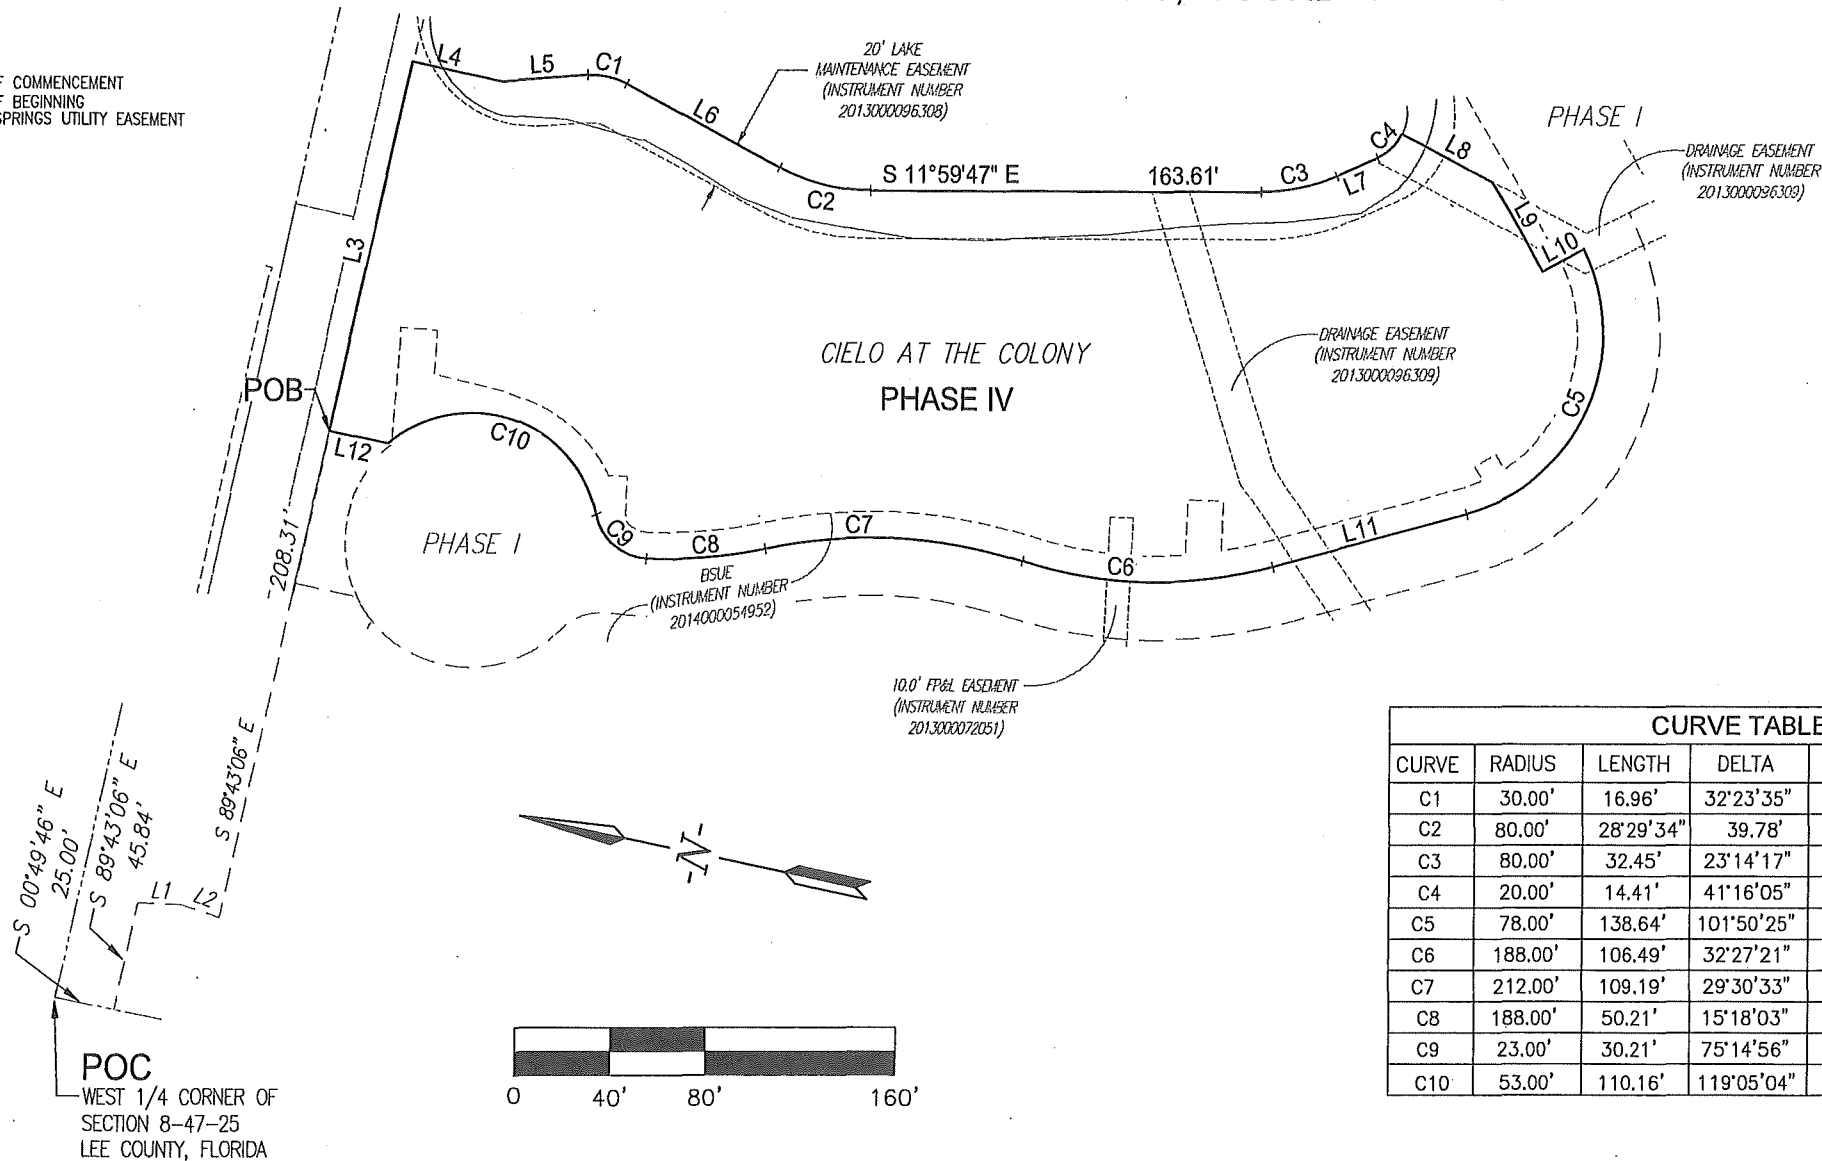 F COMMENCEMENT
F BEGINNING
SPRINGS UTILITY EASEMENT
L4
L5
C1
L6
20' LAKE
MAINTENANCE EASEMENT
(INSTRUMENT NUMBER
2013000096308)
C2
S 11°59'47" E
163.61'
C3
L7
C4
L8
PHASE I
DRAINAGE EASEMENT
(INSTRUMENT NUMBER
2013000096309)
L9
L10
L3
CIELO AT THE COLONY
PHASE IV
DRAINAGE EASEMENT
(INSTRUMENT NUMBER
2013000096309)
POB
L12
C10
C5
208.31'
PHASE I
C9
C8
C7
C6
L11
BSUE
(INSTRUMENT NUMBER
2014000054952)
10.0' FP&L EASEMENT
(INSTRUMENT NUMBER
2013000072051)
S 00°49'46" E
25.00'
S 89°43'06" E
45.84'
L1
L2
S 89°43'06" E
-N-
POC
WEST 1/4 CORNER OF
SECTION 8-47-25
LEE COUNTY, FLORIDA
0 40' 80' 160'
CURVE TABLE
CURVE RADIUS LENGTH DELTA
C1 30.00' 16.96' 32°23'35"
C2 80.00' 28°29'34" 39.78'
C3 80.00' 32.45' 23°14'17"
C4 20.00' 14.41' 41°16'05"
C5 78.00' 138.64' 101°50'25"
C6 188.00' 106.49' 32°27'21"
C7 212.00' 109.19' 29°30'33"
C8 188.00' 50.21' 15°18'03"
C9 23.00' 30.21' 75°14'56"
C10 53.00' 110.16' 119°05'04"